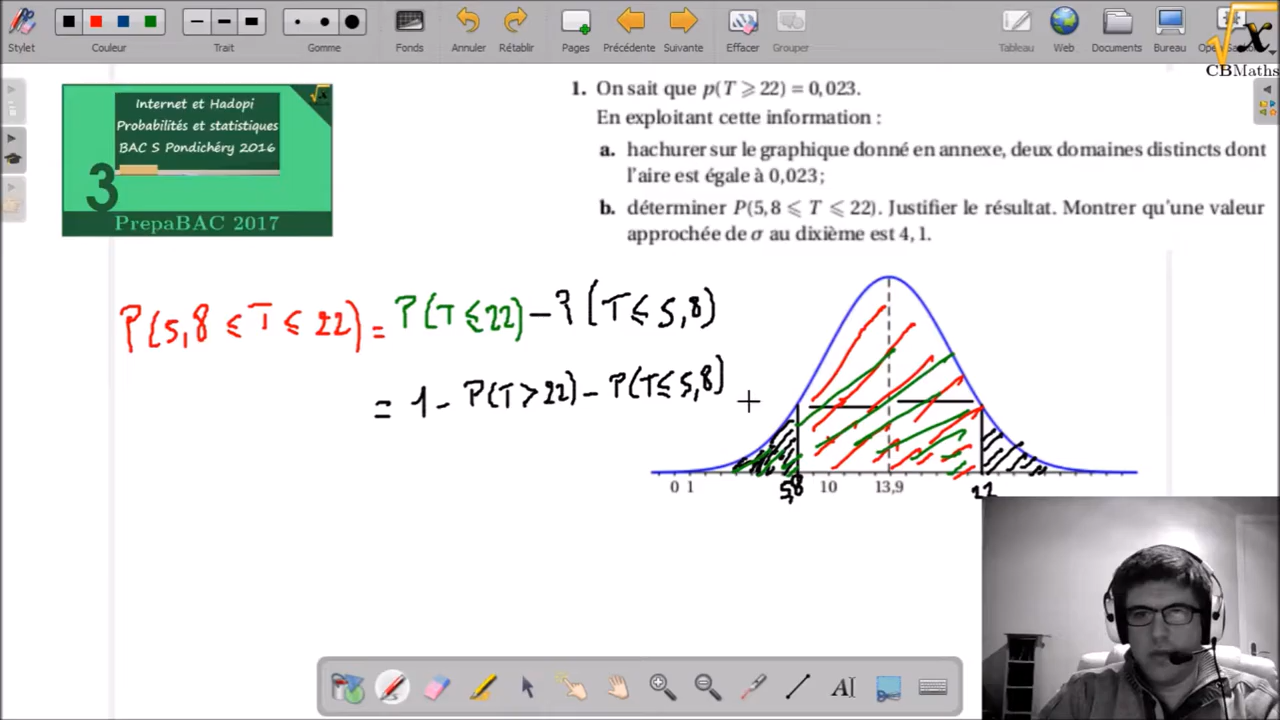 Stylet Couleur Trait Gomme Fonds Annuler Rétablir Pages Précédente Suivante Effacer Grouper Tableau Web Documents Bureau
CBMaths
Internet et Hadopi
Probabilités et statistiques
BAC S Pondichéry 2016
3
PrepaBAC 2017
1. On sait que p(T ⩾ 22) = 0,023.
En exploitant cette information :
a. hachurer sur le graphique donné en annexe, deux domaines distincts dont
l'aire est égale à 0,023;
b. déterminer P(5,8 ⩽ T ⩽ 22). Justifier le résultat. Montrer qu'une valeur
approchée de σ au dixième est 4,1.
P(5,8 ⩽ T ⩽ 22) = P(T ⩽ 22) - P(T ⩽ 5,8)
= 1 - P(T > 22) - P(T ⩽ 5,8)
0 1 5,8 10 13,9 22